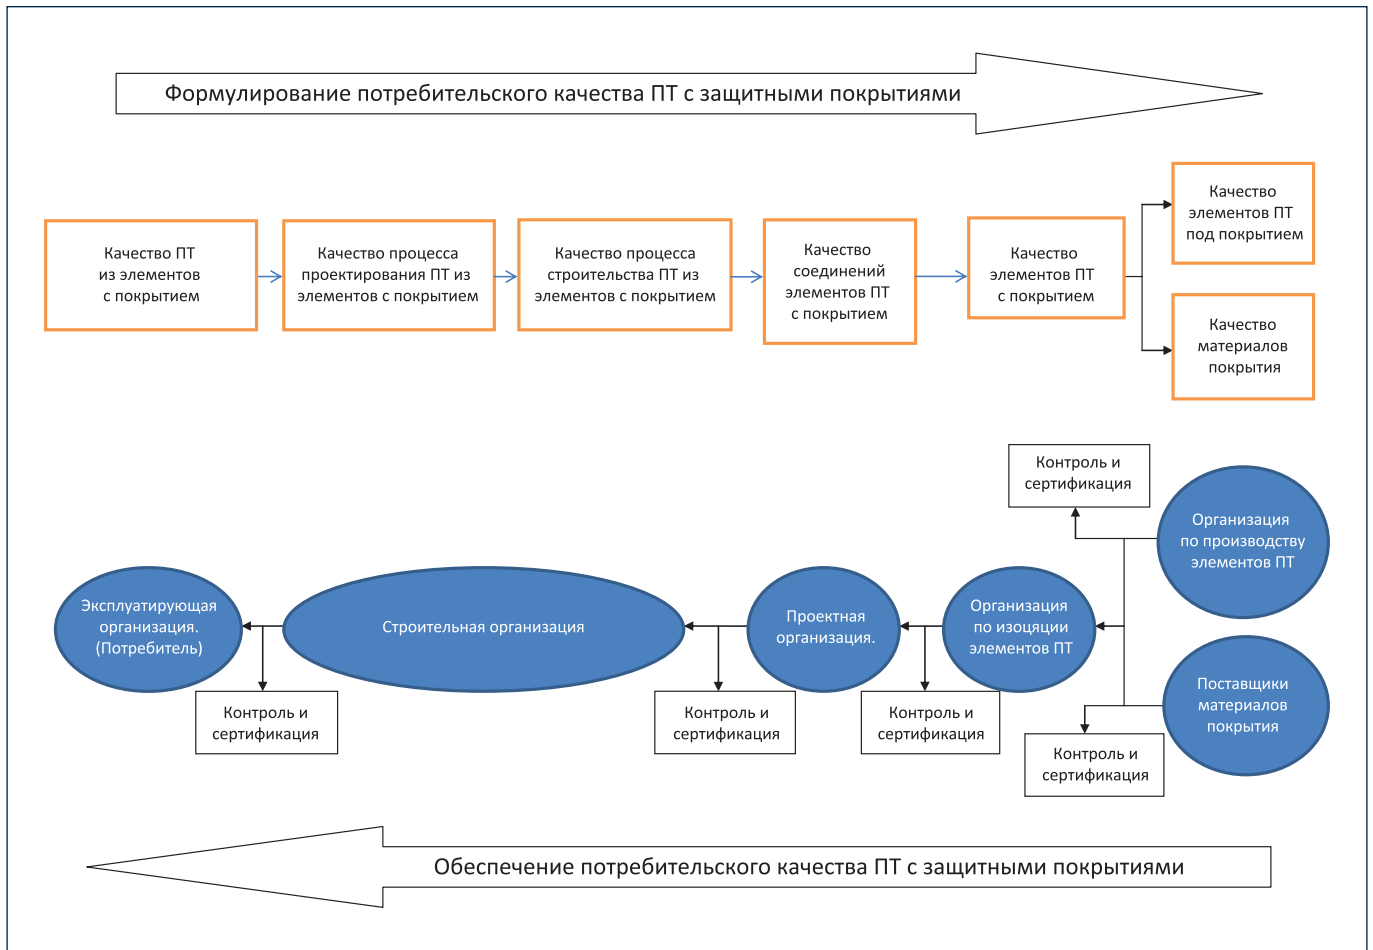 Формулирование потребительского качества ПТ с защитными покрытиями
Качество ПТ
из элементов
с покрытием
Качество процесса
проектирования ПТ из
элементов с покрытием
Качество процесса
строительства ПТ из
элементов с покрытием
Качество
соединений
элементов ПТ
с покрытием
Качество
элементов ПТ
с покрытием
Качество
элементов ПТ
под покрытием
Качество
материалов
покрытия
Контроль и
сертификация
Организация
по производству
элементов ПТ
Эксплуатирующая
организация.
(Потребитель)
Строительная организация
Проектная
организация.
Организация
по изоцяции
элементов ПТ
Поставщики
материалов
покрытия
Контроль и
сертификация
Контроль и
сертификация
Контроль и
сертификация
Контроль и
сертификация
Обеспечение потребительского качества ПТ с защитными покрытиями